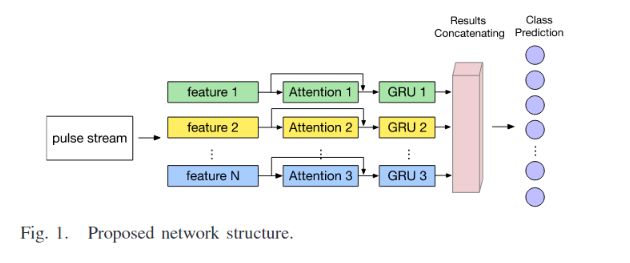 Results
Concatenating
Class
Prediction
feature 1
Attention 1
GRU 1
pulse stream
feature 2
Attention 2
GRU 2
feature N
Attention 3
GRU 3
Fig. 1. Proposed network structure.